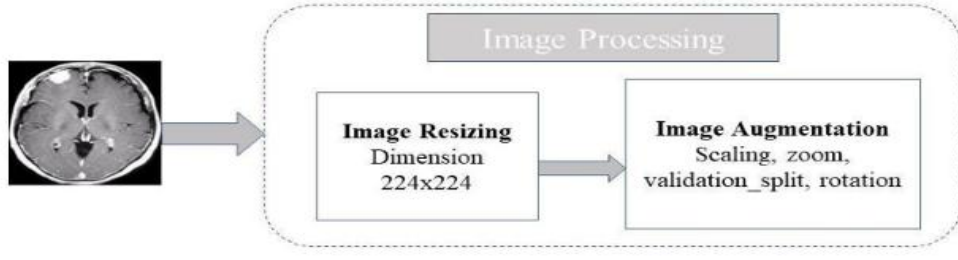 Image Processing
Image Resizing
Dimension
224x224
Image Augmentation
Scaling, zoom,
validation_split, rotation